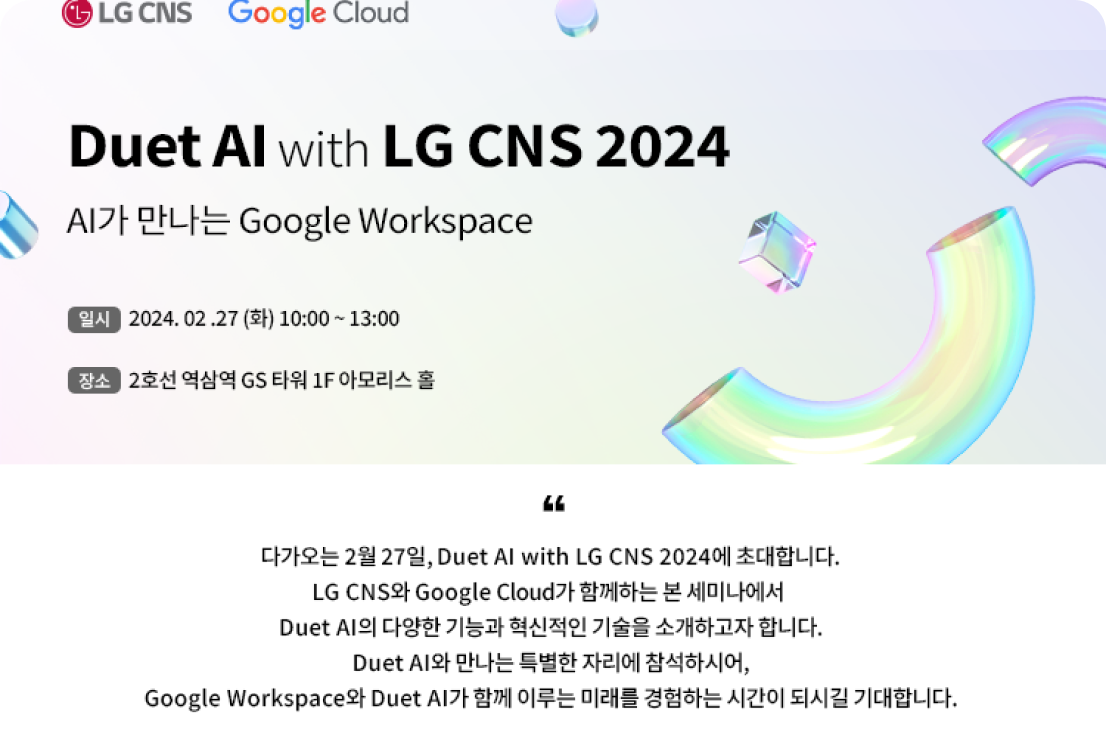 LG CNS Google Cloud
Duet AI with LG CNS 2024
AI가 만나는 Google Workspace
일시 2024. 02 .27 (화) 10:00 ~ 13:00
장소 2호선 역삼역 GS 타워 1F 아모리스 홀
❝
다가오는 2월 27일, Duet AI with LG CNS 2024에 초대합니다.
LG CNS와 Google Cloud가 함께하는 본 세미나에서
Duet AI의 다양한 기능과 혁신적인 기술을 소개하고자 합니다.
Duet AI와 만나는 특별한 자리에 참석하시어,
Google Workspace와 Duet AI가 함께 이루는 미래를 경험하는 시간이 되시길 기대합니다.